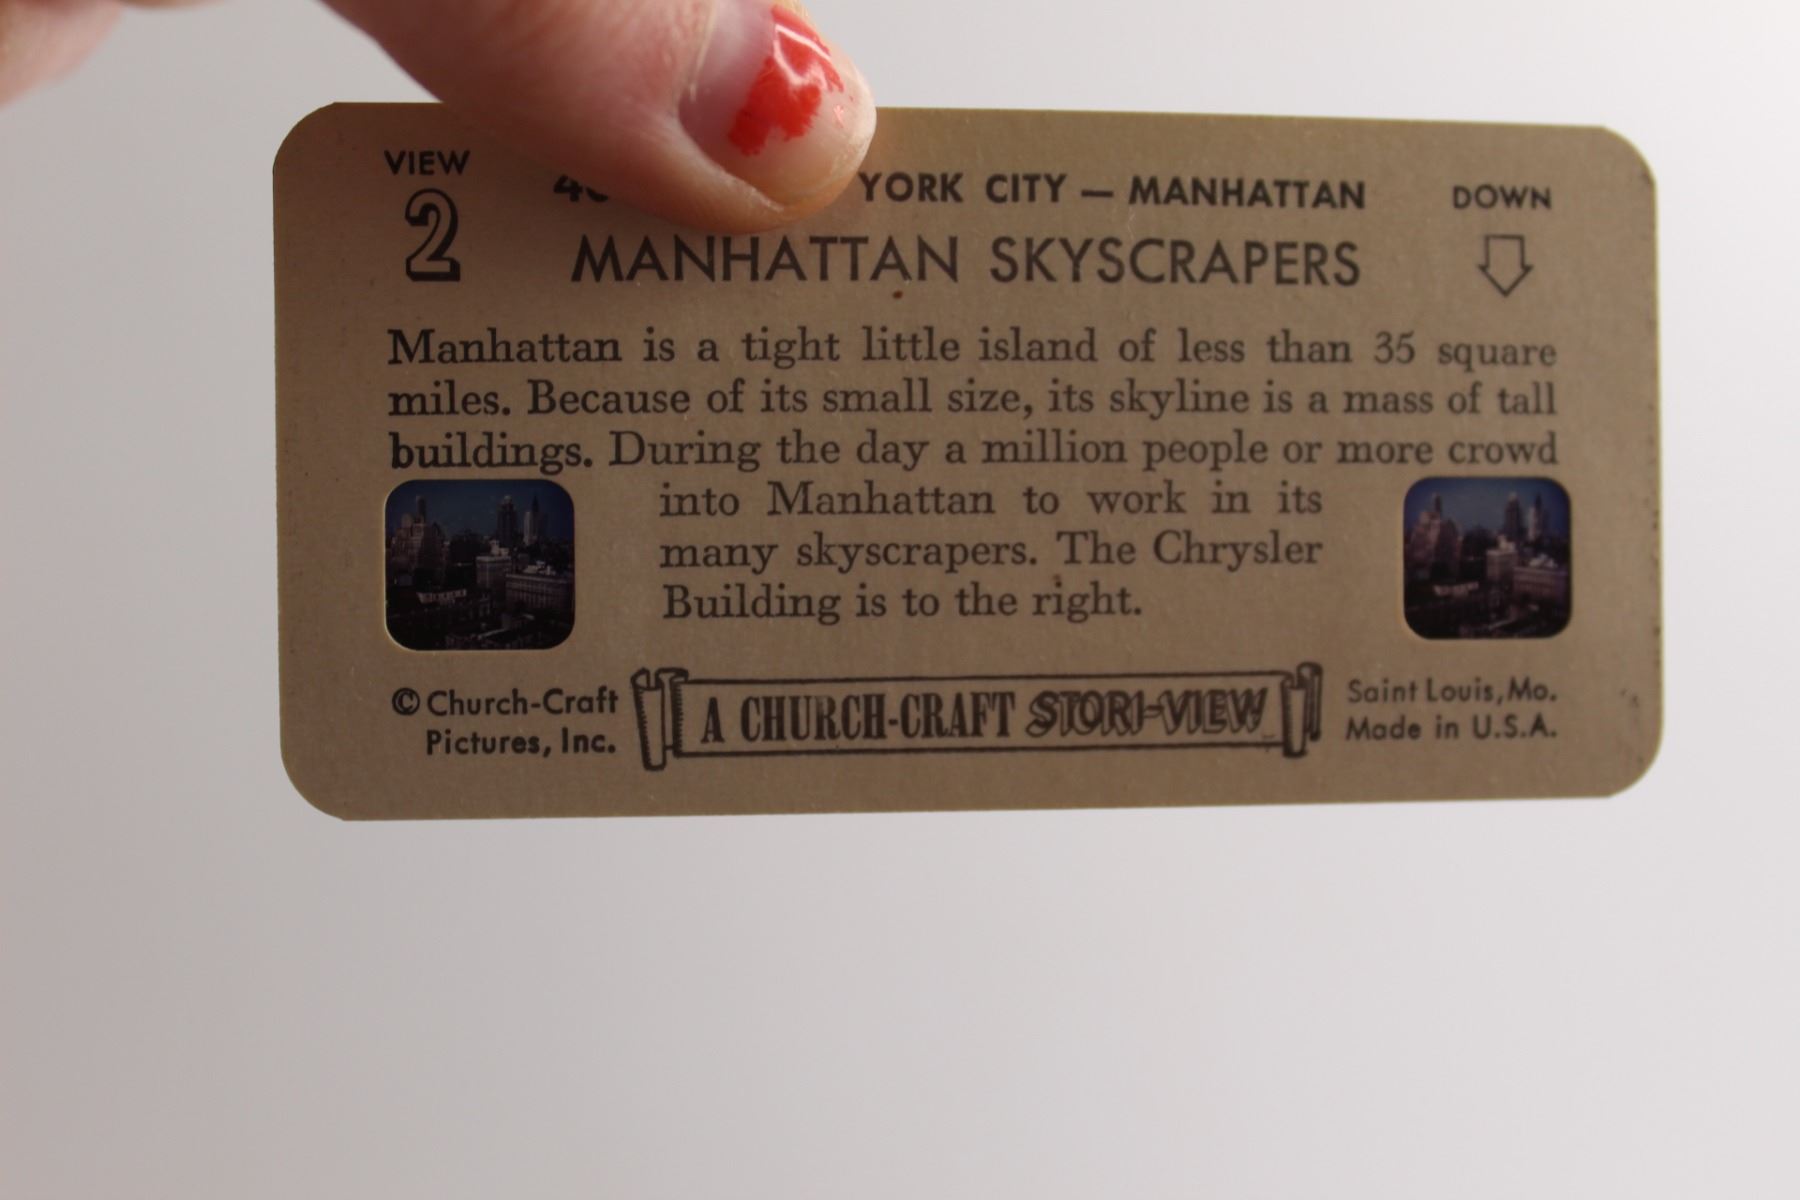 VIEW
2
YORK CITY — MANHATTAN
DOWN
MANHATTAN SKYSCRAPERS
Manhattan is a tight little island of less than 35 square
miles. Because of its small size, its skyline is a mass of tall
buildings. During the day a million people or more crowd
into Manhattan to work in its
many skyscrapers. The Chrysler
Building is to the right.
© Church-Craft
Pictures, Inc.
A CHURCH-CRAFT STORI-VIEW
Saint Louis, Mo.
Made in U.S.A.